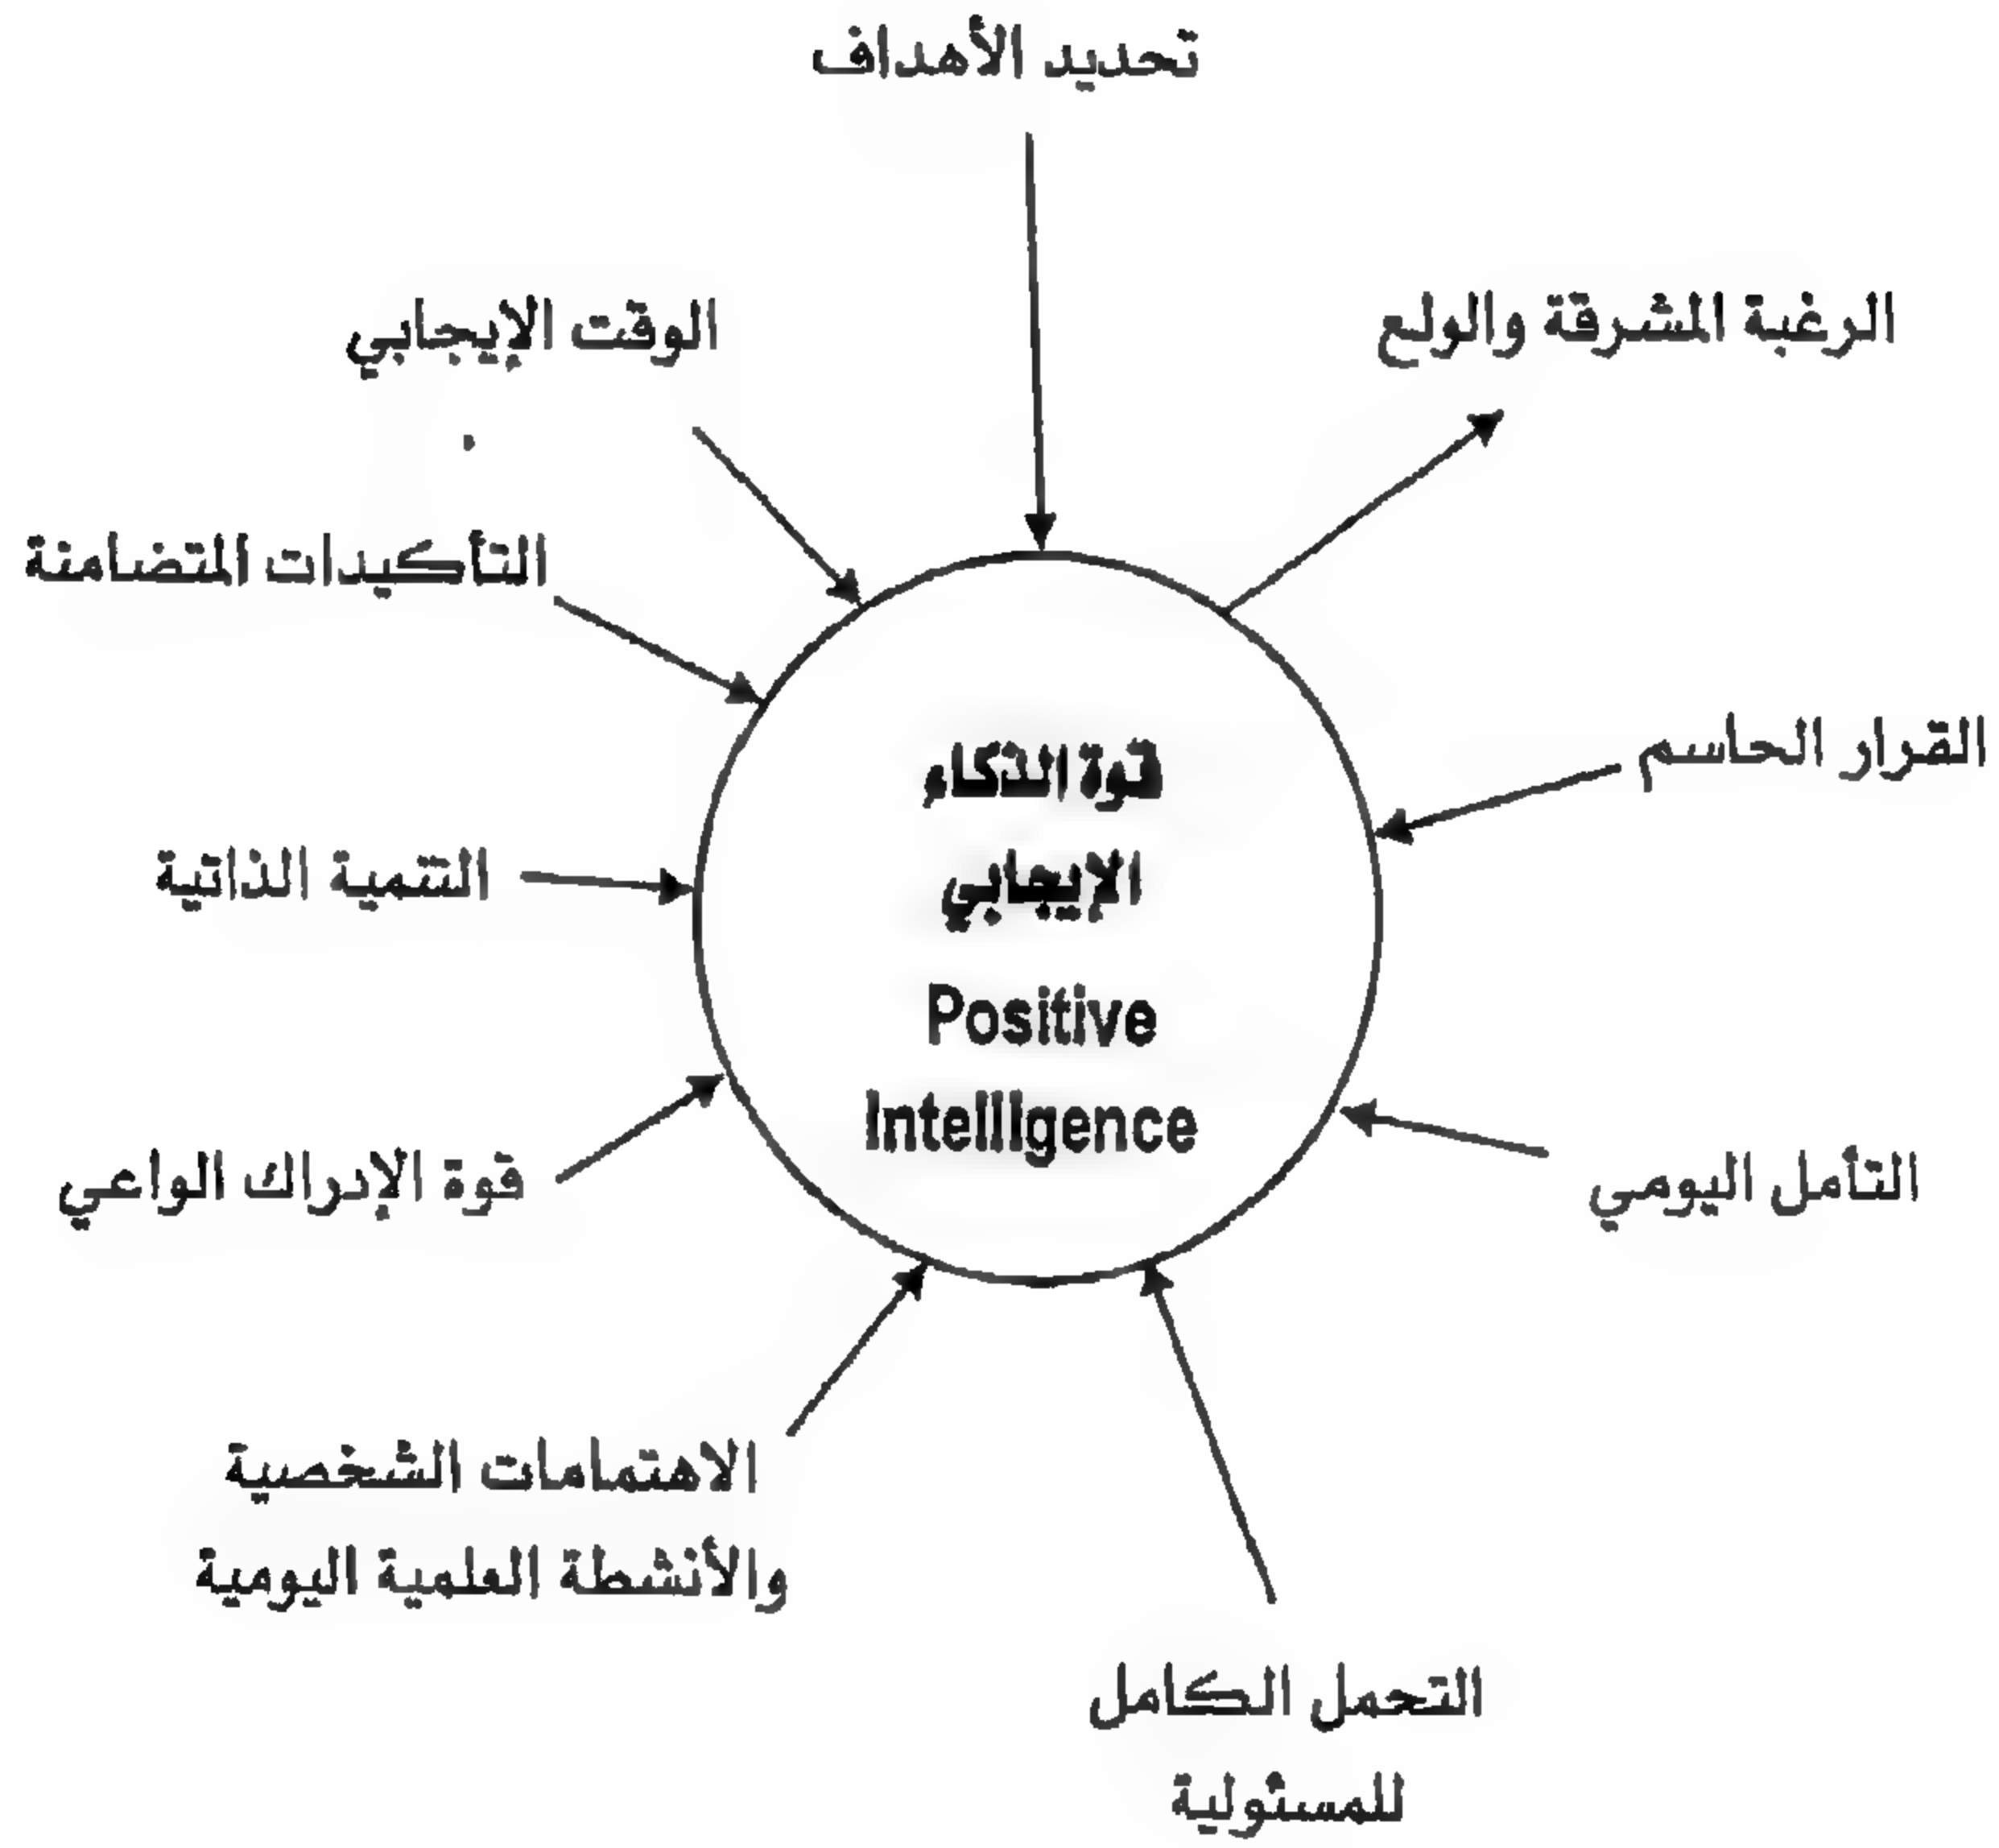 تحديد الأهداف
الرغبة المشرقة والولع
الوقت الإيجابي
التأكيدات المتضامنة
القرار الحاسم
قوة الذكاء
الإيجابي
Positive
Intelligence
التنمية الذاتية
قوة الإدراك الواعي
التأمل اليومي
الاهتمامات الشخصية
والأنشطة العلمية اليومية
التحمل الكامل
للمسئولية